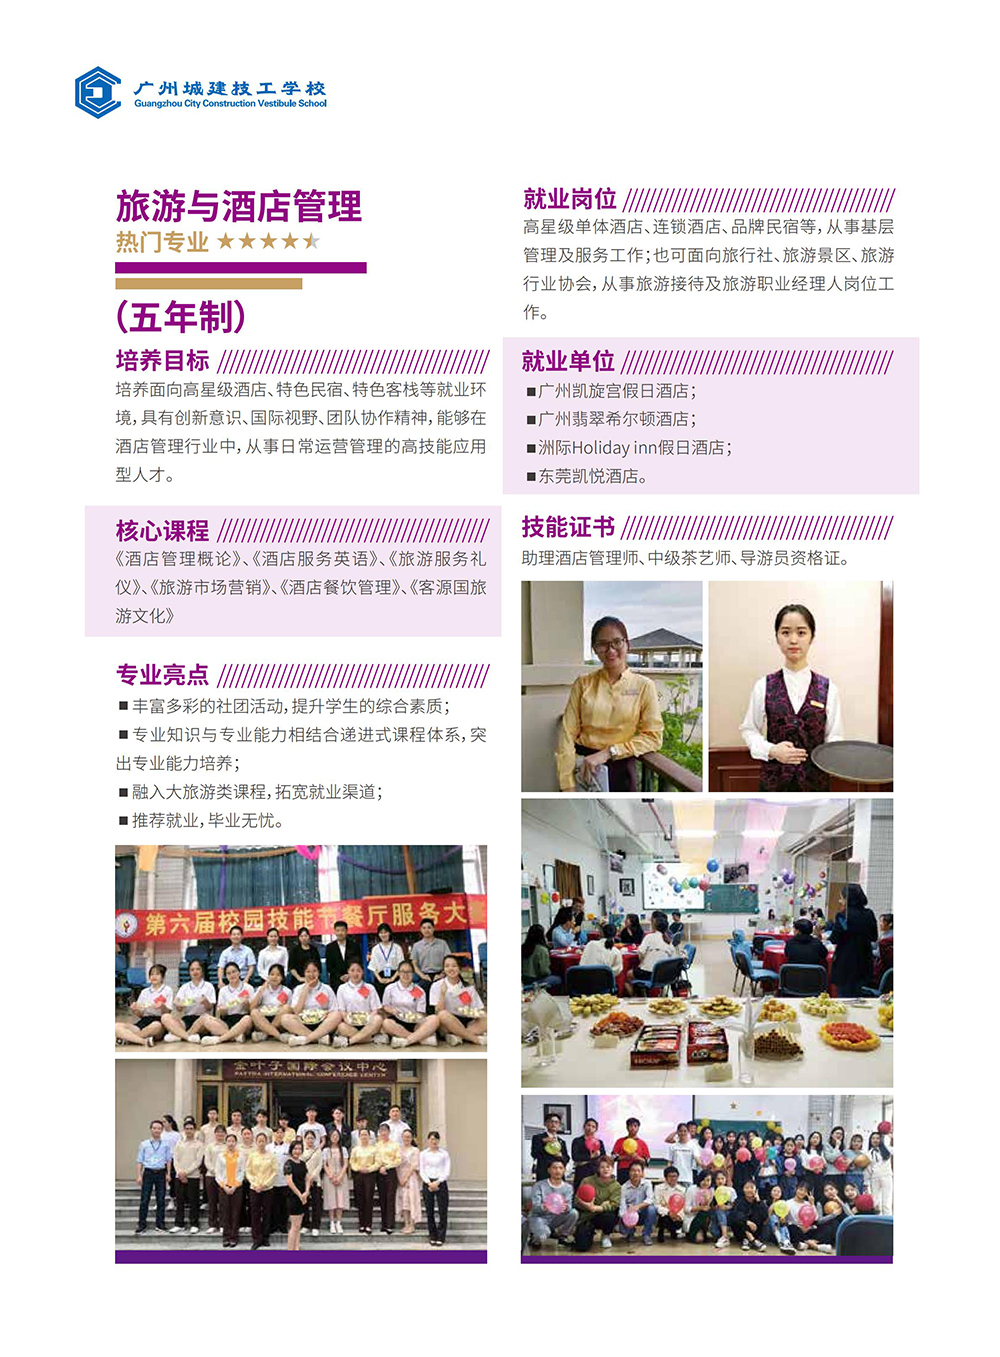 广州城建技工学校
Guangzhou City Construction Vestibule School
旅游与酒店管理
热门专业
(五年制)
培养目标
培养面向高星级酒店、特色民宿、特色客栈等就业环
境,具有创新意识、国际视野、团队协作精神,能够在
酒店管理行业中,从事日常运营管理的高技能应用
型人才。
核心课程
《酒店管理概论》、《酒店服务英语》、《旅游服务礼
仪》、《旅游市场营销》、《酒店餐饮管理》、《客源国旅
游文化》
专业亮点
■丰富多彩的社团活动,提升学生的综合素质;
■专业知识与专业能力相结合递进式课程体系,突
出专业能力培养;
■融入大旅游类课程,拓宽就业渠道;
■推荐就业,毕业无忧。
第六届校园技能节餐厅服务大赛
金叶子国际会议中心
INTERNATIONAL CONFERENCE CENTER
就业岗位
高星级单体酒店、连锁酒店、品牌民宿等,从事基层
管理及服务工作;也可面向旅行社、旅游景区、旅游
行业协会,从事旅游接待及旅游职业经理人岗位工
作。
就业单位
■广州凯旋宫假日酒店;
■广州翡翠希尔顿酒店;
■洲际Holiday inn假日酒店;
■东莞凯悦酒店。
技能证书
助理酒店管理师、中级茶艺师、导游员资格证。